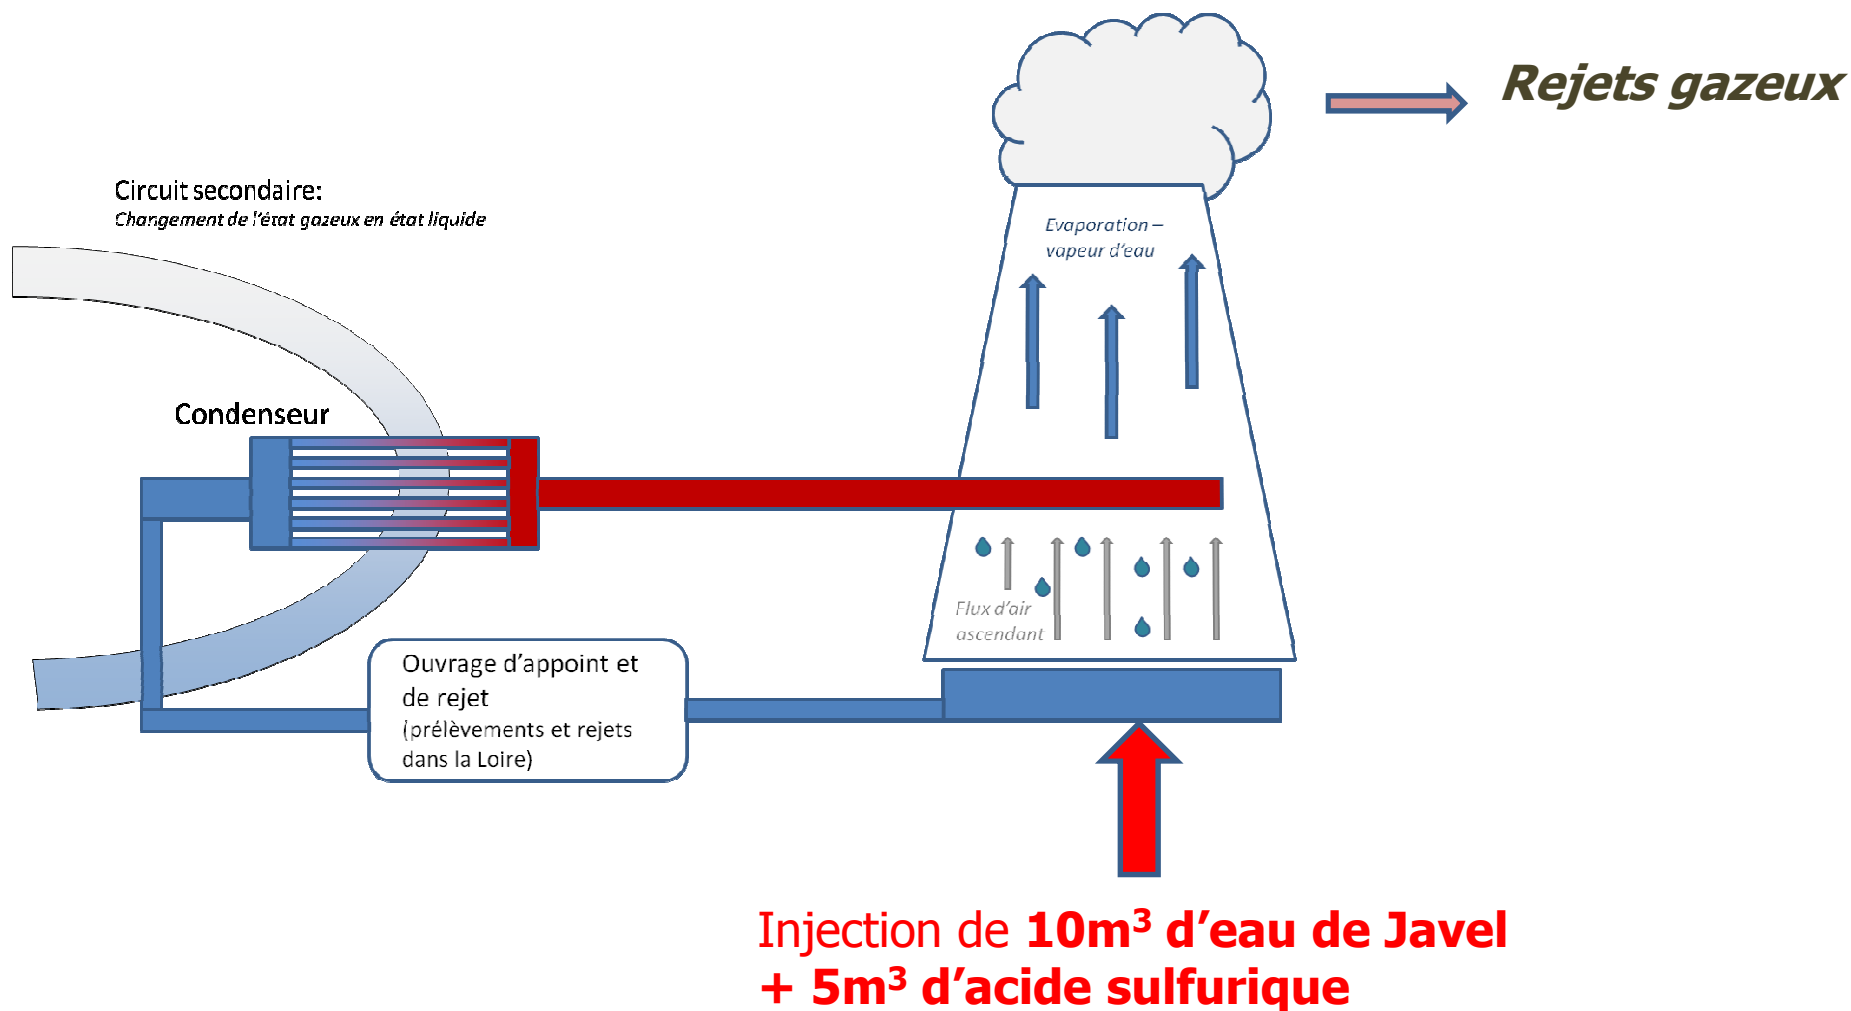 Rejets gazeux
Circuit secondaire:
Changement de l'état gazeux en état liquide
Evaporation –
vapeur d'eau
Condenseur
Flux d'air
ascendant
Ouvrage d'appoint et
de rejet
(prélèvements et rejets
dans la Loire)
Injection de 10m³ d'eau de Javel
+ 5m³ d'acide sulfurique